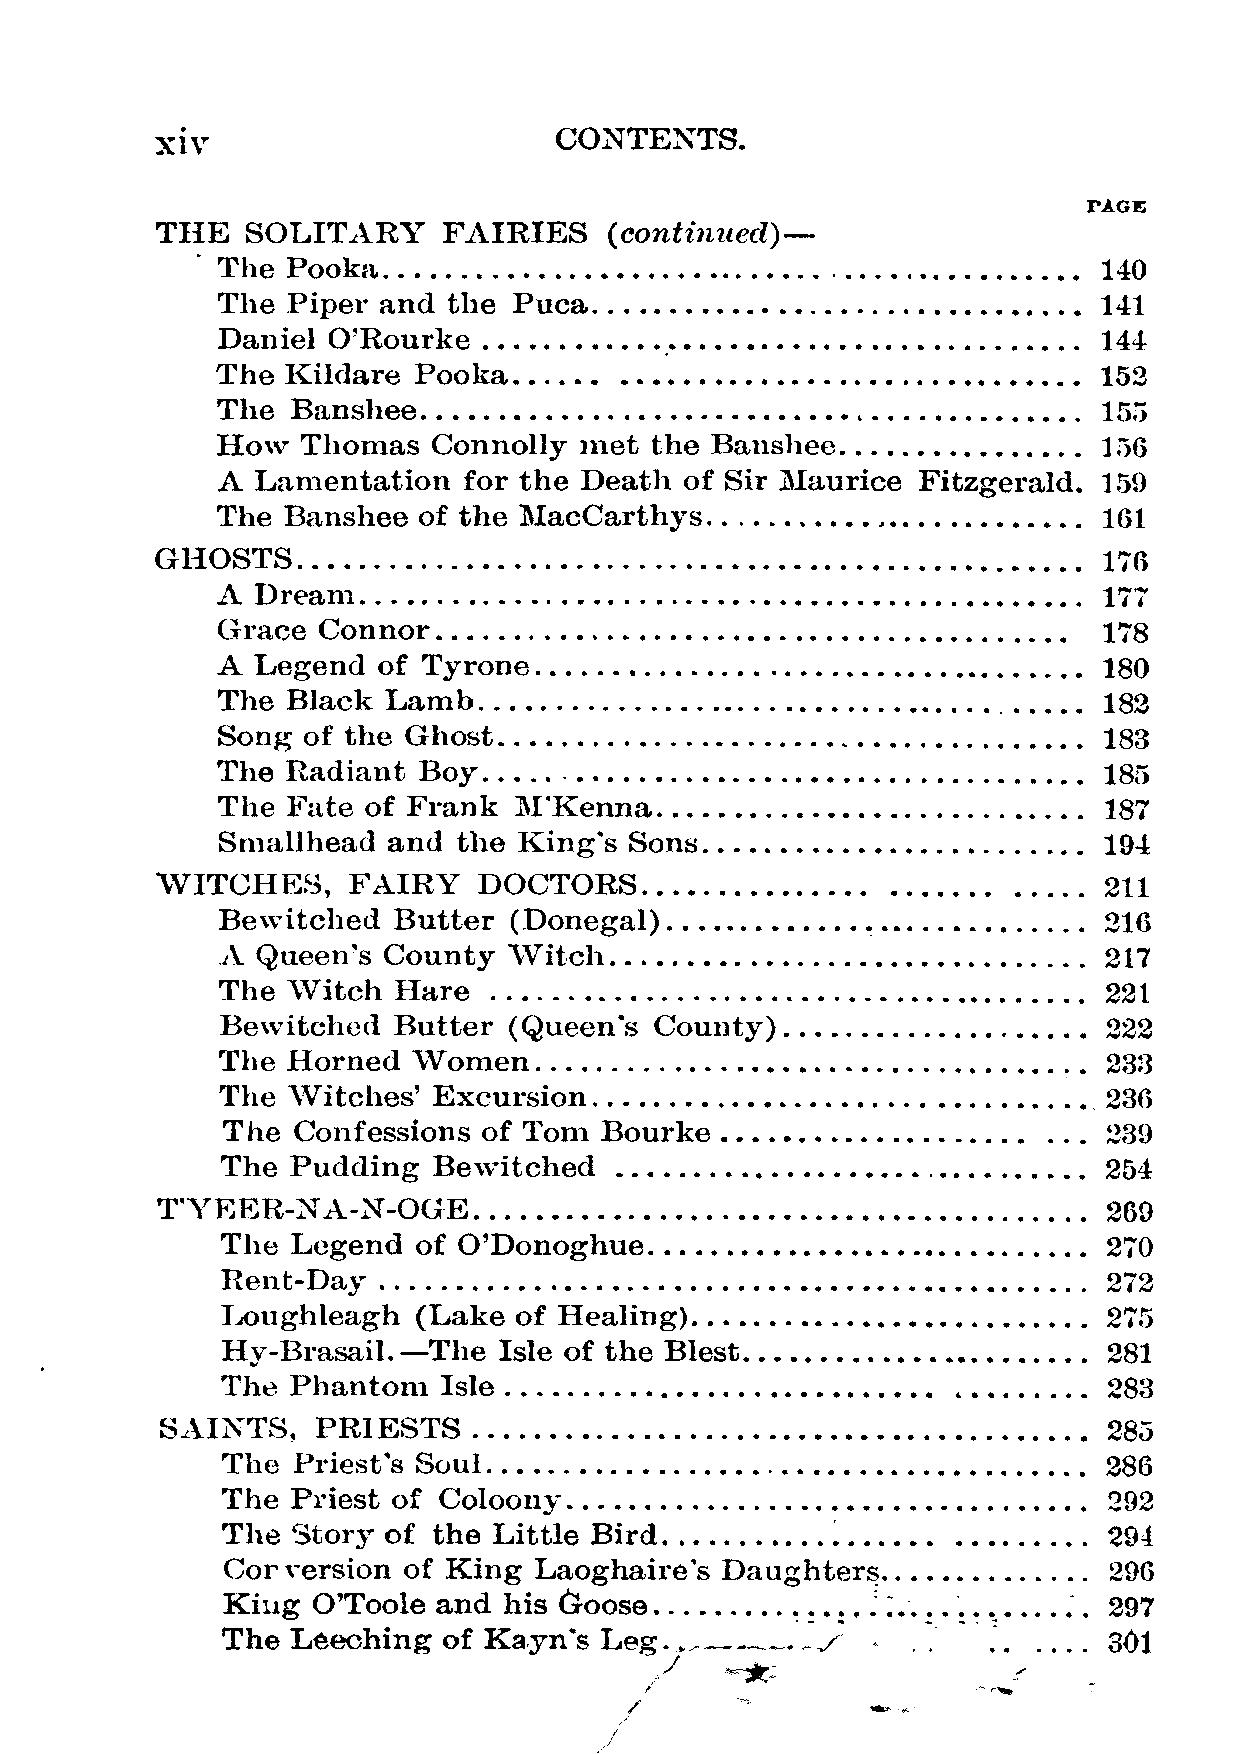 xiv CONTENTS.
PAGE
THE SOLITARY FAIRIES (continued)—
The Pooka........................................ 140
The Piper and the Puca................................ 141
Daniel O'Rourke ....................................... 144
The Kildare Pooka...... .............................. 152
The Banshee........................................... 155
How Thomas Connolly met the Banshee................ 156
A Lamentation for the Death of Sir Maurice Fitzgerald. 159
The Banshee of the MacCarthys......................... 161
GHOSTS................................................... 176
A Dream............................................... 177
Grace Connor......................................... 178
A Legend of Tyrone.................................... 180
The Black Lamb....................................... 182
Song of the Ghost...................................... 183
The Radiant Boy....................................... 185
The Fate of Frank M'Kenna............................ 187
Smallhead and the King's Sons......................... 194
WITCHES, FAIRY DOCTORS............... ....... ..... 211
Bewitched Butter (Donegal)............................ 216
A Queen's County Witch............................... 217
The Witch Hare ....................................... 221
Bewitched Butter (Queen's County).................... 222
The Horned Women.................................... 233
The Witches' Excursion................................. 236
The Confessions of Tom Bourke .................... ... 239
The Pudding Bewitched ............................... 254
T'YEER-NA-N-OGE........................................ 269
The Legend of O'Donoghue............................. 270
Rent-Day .............................................. 272
Loughleagh (Lake of Healing).......................... 275
Hy-Brasail.—The Isle of the Blest....................... 281
The Phantom Isle ............................ ......... 283
SAINTS, PRIESTS ........................................ 285
The Priest's Soul....................................... 286
The Priest of Coloony.................................. 292
The Story of the Little Bird.................. ......... 294
Conversion of King Laoghaire's Daughters.............. 296
King O'Toole and his Goose............................. 297
The Leeching of Kayn's Leg. .. .... 301